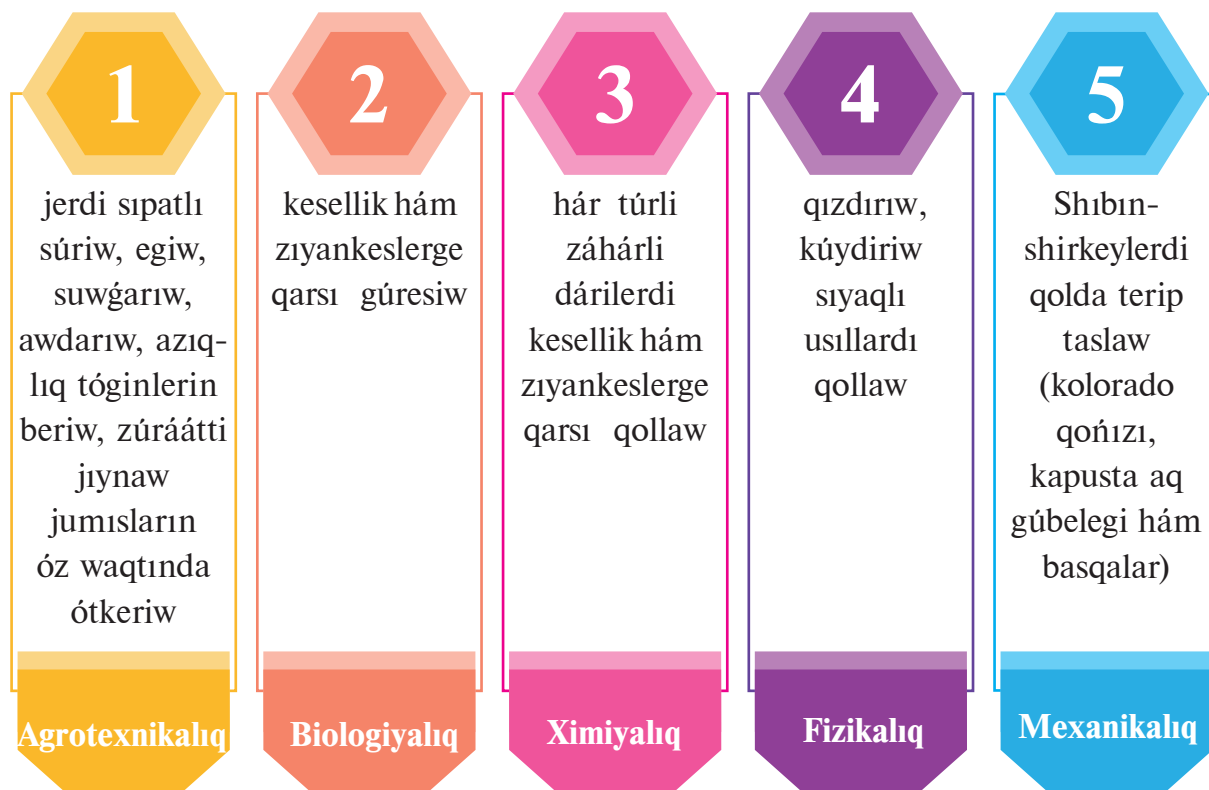 1
jerdi sıpatlı
súriw, egiw,
suwǵarıw,
awdarıw, azıq-
lıq tóginlerin
beriw, zúráátti
jıynaw
jumısların
óz waqtında
ótkeriw
Agrotexnikalıq
2
kesellik hám
zıyankeslerge
qarsı gúresiw
Biologiyalıq
3
hár túrli
záhárli
dárilerdi
kesellik hám
zıyankeslerge
qarsı qollaw
Ximiyalıq
4
qızdırıw,
kúydiriw
sıyaqlı
usıllardı
qollaw
Fizikalıq
5
Shıbın-
shirkeylerdi
qolda terip
taslaw
(kolorado
qońızı,
kapusta aq
gúbelegi hám
basqalar)
Mexanikalıq